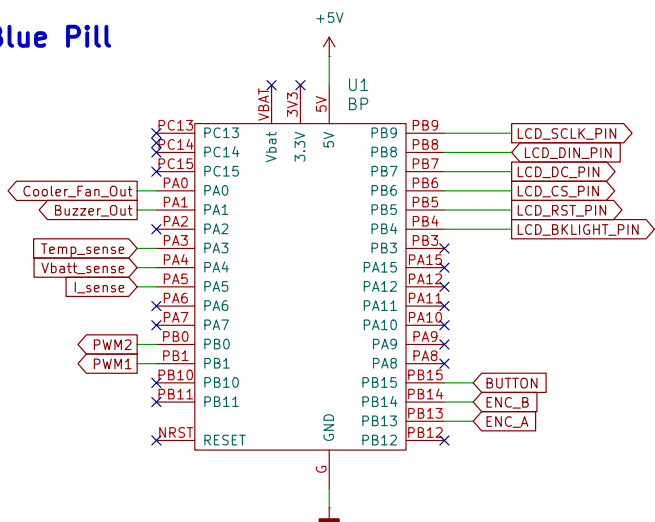 Blue Pill
+5V
U1
BP
VBAT
3V3
5V
Vbat
3.3V
5V
PC13 PC13
PC14 PC14
PC15 PC15
Cooler_Fan_Out PA0 PA0
Buzzer_Out PA1 PA1
PA2 PA2
Temp_sense PA3 PA3
Vbatt_sense PA4 PA4
I_sense PA5 PA5
PA6 PA6
PA7 PA7
PWM2 PB0 PB0
PWM1 PB1 PB1
PB10 PB10
PB11 PB11
NRST RESET
PB9 PB9 LCD_SCLK_PIN
PB8 PB8 LCD_DIN_PIN
PB7 PB7 LCD_DC_PIN
PB6 PB6 LCD_CS_PIN
PB5 PB5 LCD_RST_PIN
PB4 PB4 LCD_BKLIGHT_PIN
PB3 PB3
PA15 PA15
PA12 PA12
PA11 PA11
PA10 PA10
PA9 PA9
PA8 PA8
PB15 PB15 BUTTON
PB14 PB14 ENC_B
PB13 PB13 ENC_A
PB12 PB12
GND
G